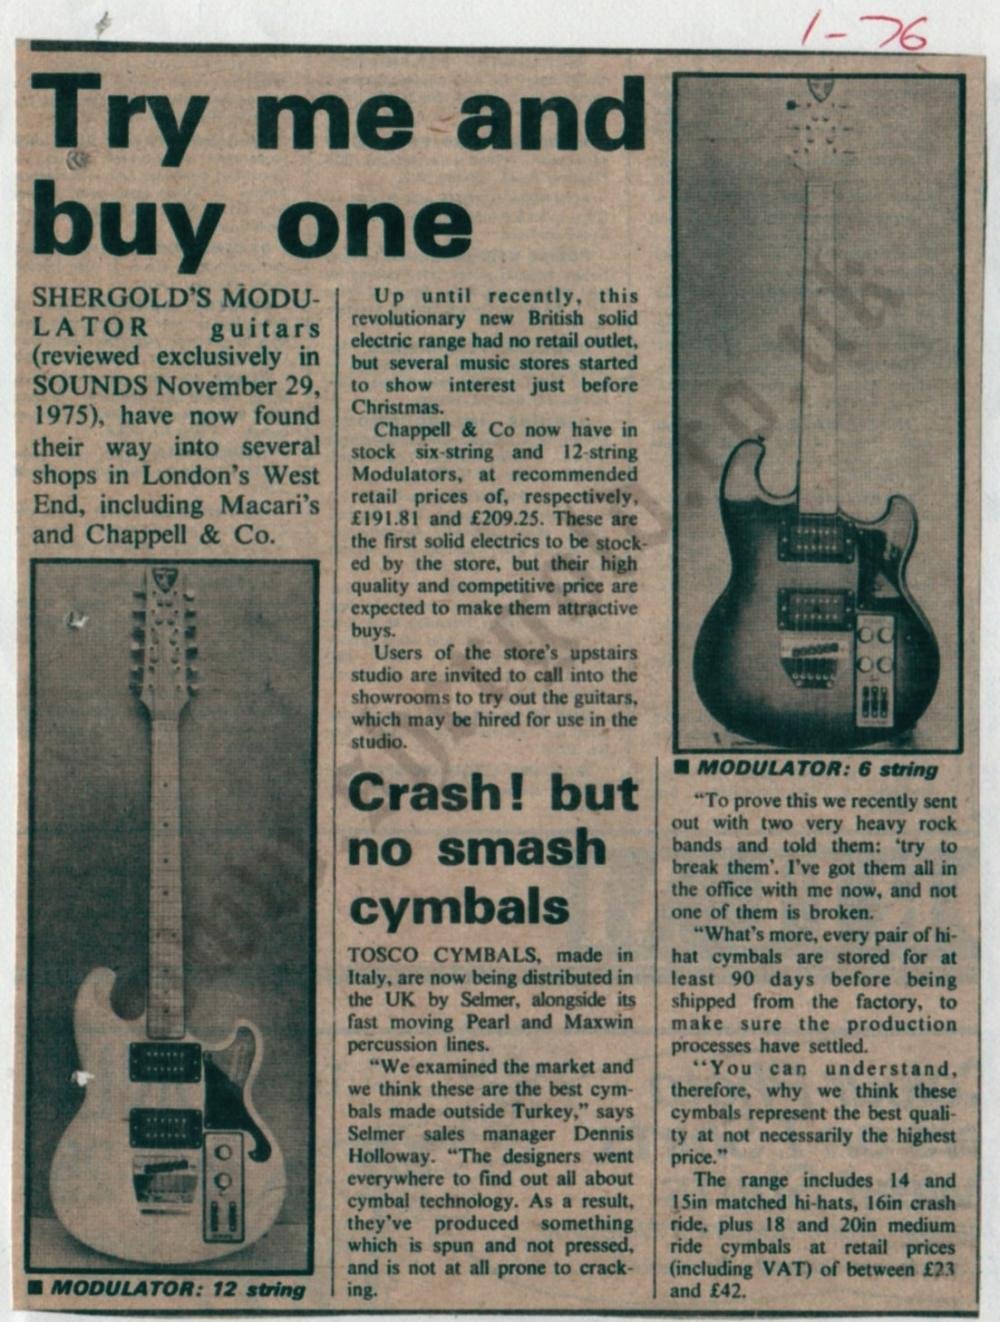 1-76
Try me and
buy one
SHERGOLD'S MODU-
LATOR guitars
(reviewed exclusively in
SOUNDS November 29,
1975), have now found
their way into several
shops in London's West
End, including Macari's
and Chappell & Co.
■ MODULATOR: 12 string
Up until recently, this
revolutionary new British solid
electric range had no retail outlet,
but several music stores started
to show interest just before
Christmas.
Chappell & Co now have in
stock six-string and 12-string
Modulators, at recommended
retail prices of, respectively,
£191.81 and £209.25. These are
the first solid electrics to be stock-
ed by the store, but their high
quality and competitive price are
expected to make them attractive
buys.
Users of the store's upstairs
studio are invited to call into the
showrooms to try out the guitars,
which may be hired for use in the
studio.
■ MODULATOR: 6 string
Crash! but
no smash
cymbals
TOSCO CYMBALS, made in
Italy, are now being distributed in
the UK by Selmer, alongside its
fast moving Pearl and Maxwin
percussion lines.
"We examined the market and
we think these are the best cym-
bals made outside Turkey," says
Selmer sales manager Dennis
Holloway. "The designers went
everywhere to find out all about
cymbal technology. As a result,
they've produced something
which is spun and not pressed,
and is not at all prone to crack-
ing.
"To prove this we recently sent
out with two very heavy rock
bands and told them: 'try to
break them'. I've got them all in
the office with me now, and not
one of them is broken.
"What's more, every pair of hi-
hat cymbals are stored for at
least 90 days before being
shipped from the factory, to
make sure the production
processes have settled.
"You can understand,
therefore, why we think these
cymbals represent the best quali-
ty at not necessarily the highest
price."
The range includes 14 and
15in matched hi-hats, 16in crash
ride, plus 18 and 20in medium
ride cymbals at retail prices
(including VAT) of between £23
and £42.